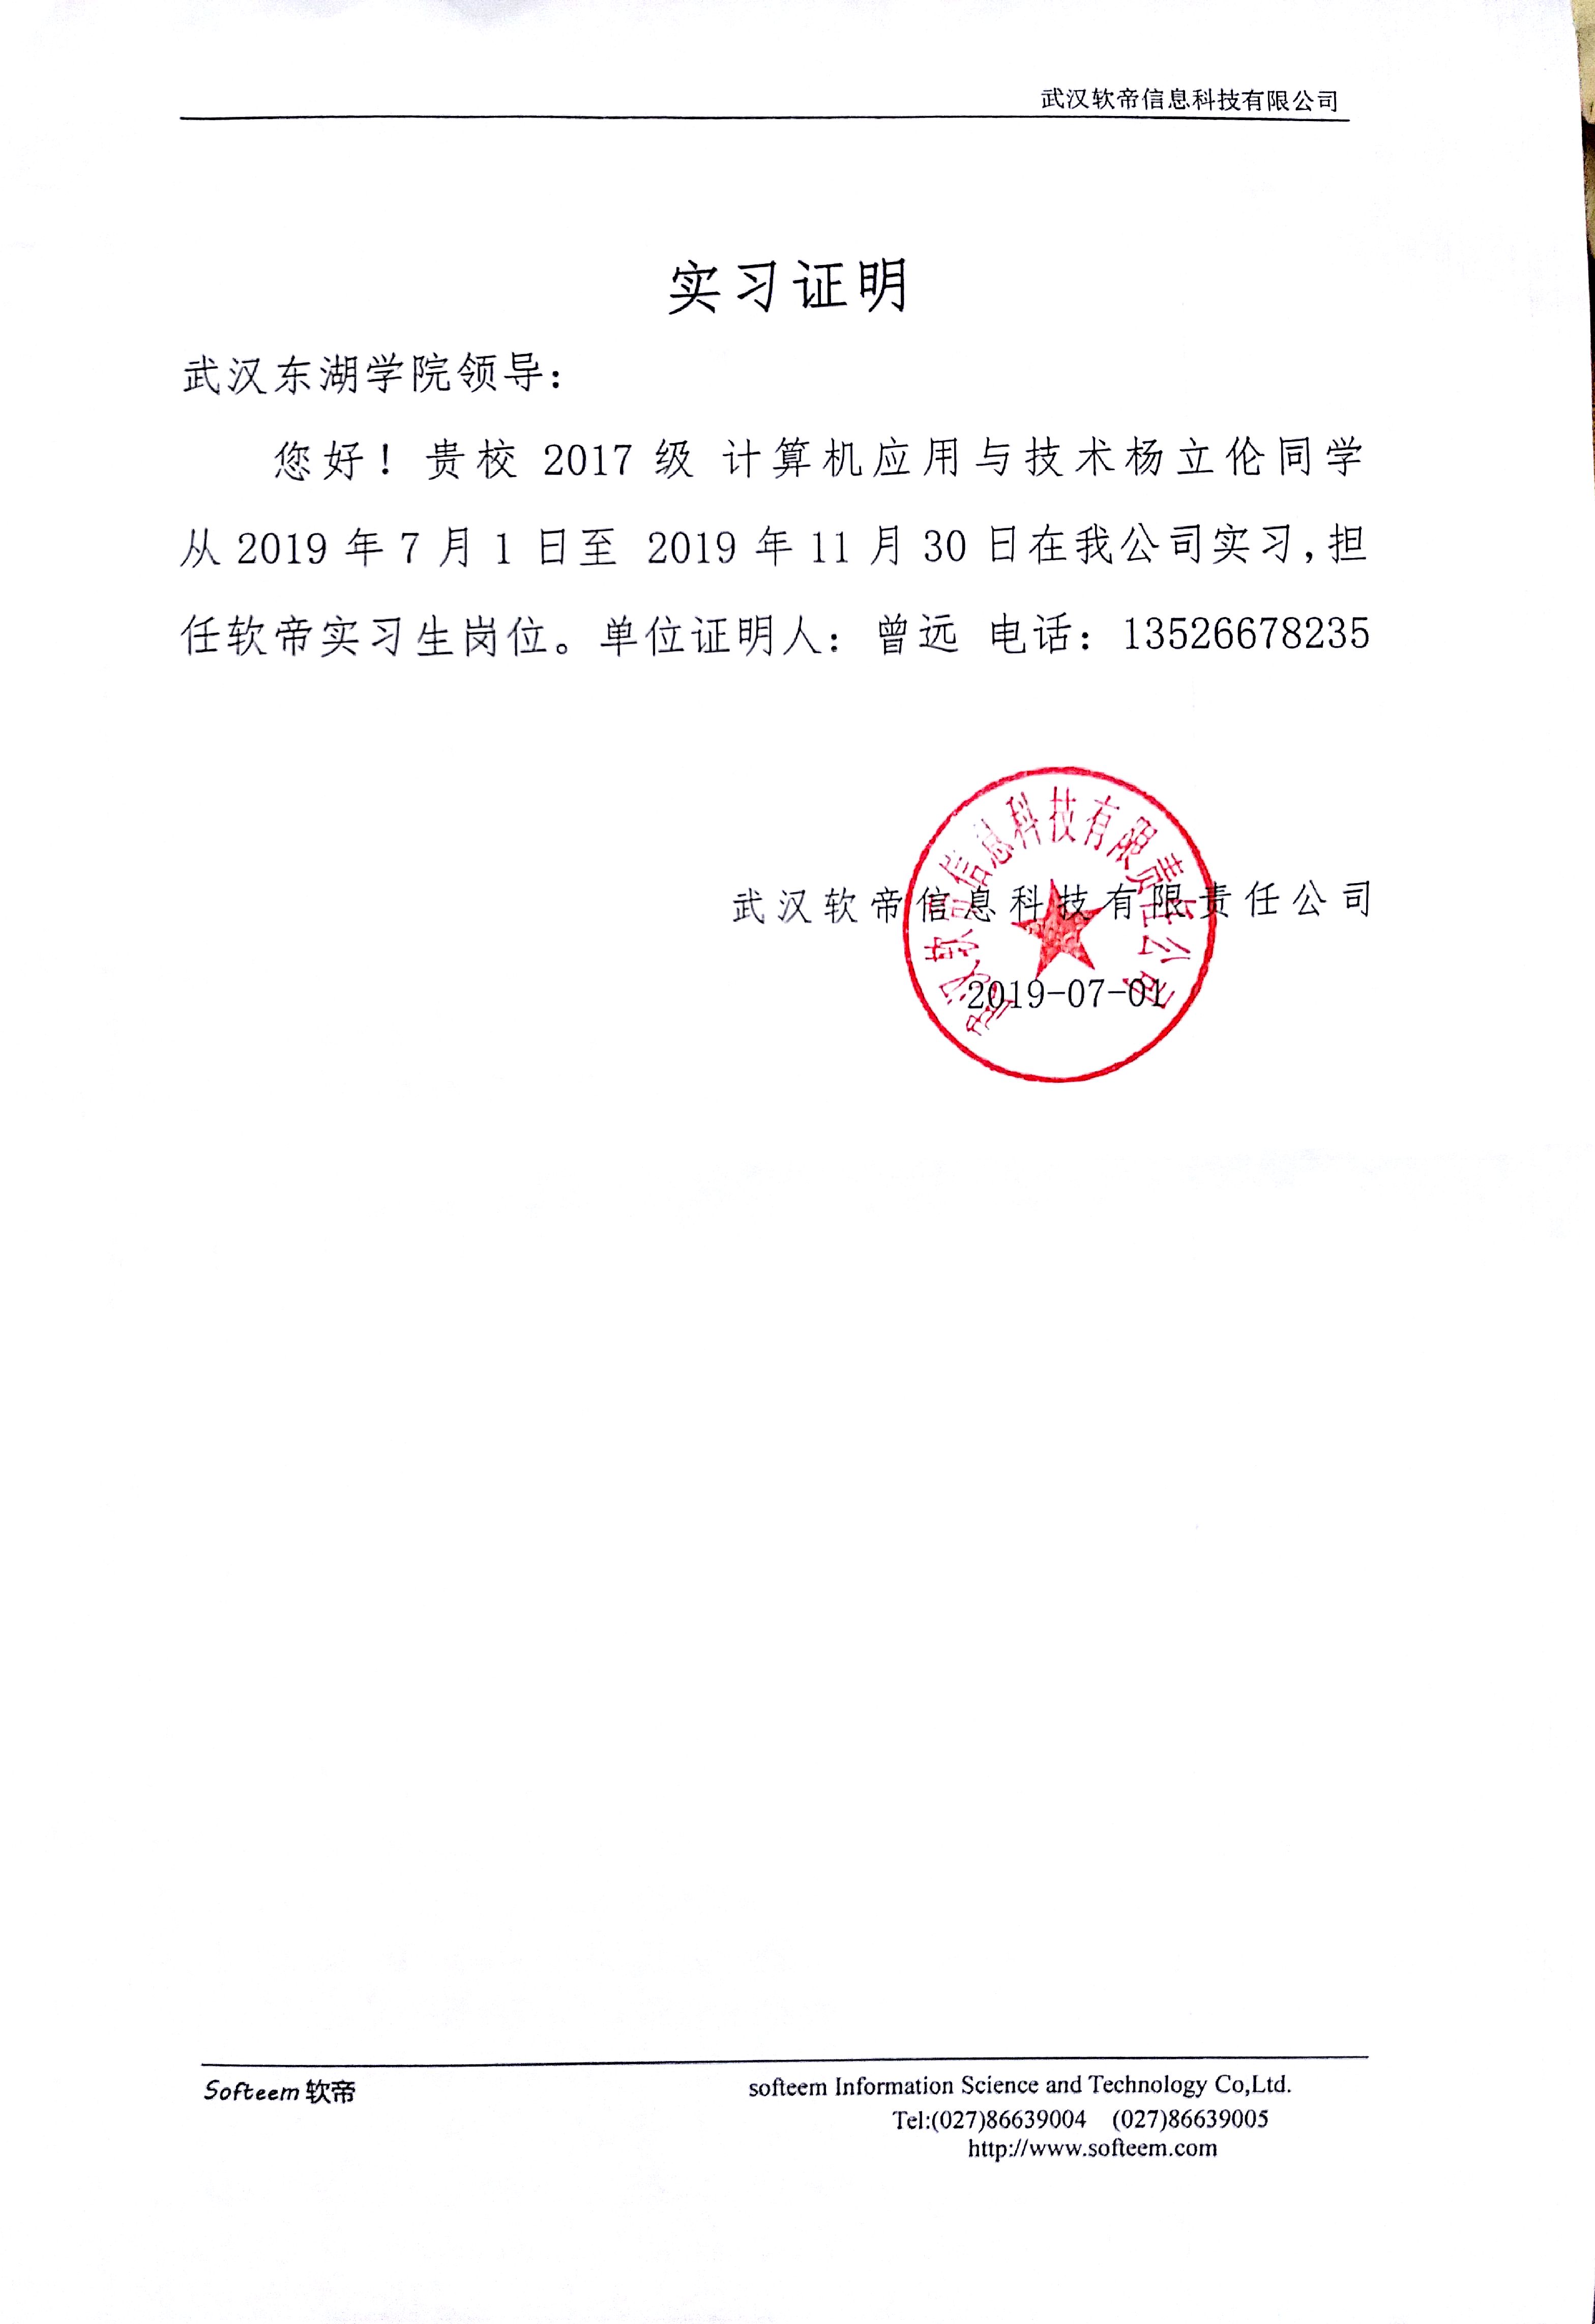 武汉软帝信息科技有限公司
实习证明
武汉东湖学院领导：
您好！贵校 2017 级 计算机应用与技术杨立伦同学
从 2019 年 7 月 1 日至 2019 年 11 月 30 日在我公司实习，担
任软帝实习生岗位。单位证明人：曾远 电话：13526678235
武汉软帝信息科技有限责任公司
武汉软帝信息科技有限责任公司
2019-07-01
Softeem 软帝
softeem Information Science and Technology Co,Ltd.
Tel:(027)86639004 (027)86639005
http://www.softeem.com